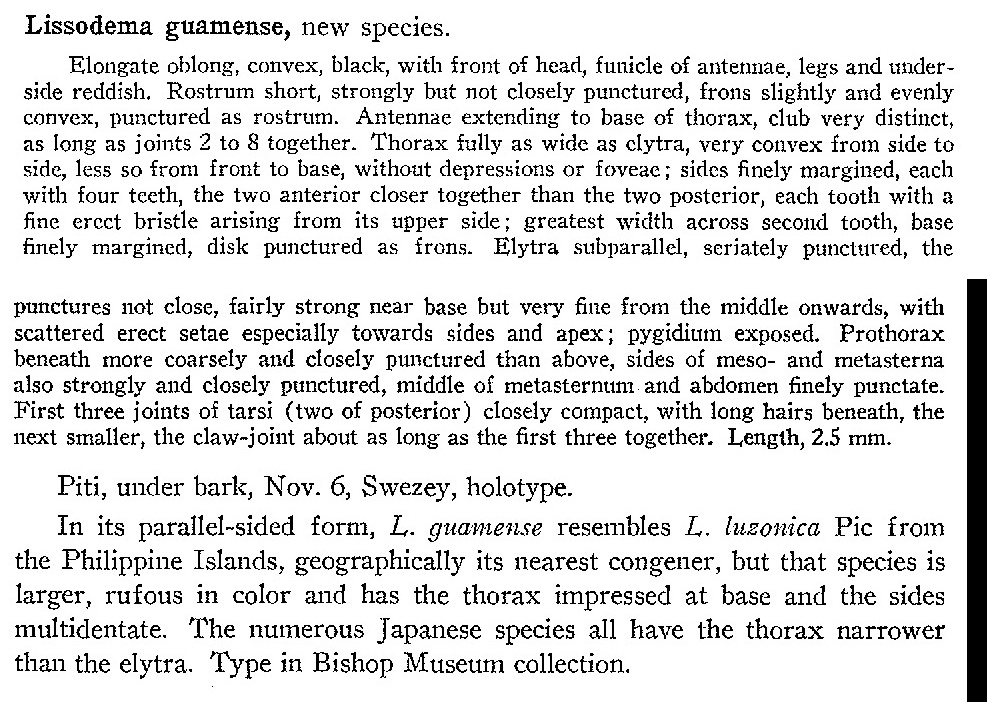 Lissodema guamense, new species.
Elongate oblong, convex, black, with front of head, funicle of antennae, legs and under-
side reddish. Rostrum short, strongly but not closely punctured, frons slightly and evenly
convex, punctured as rostrum. Antennae extending to base of thorax, club very distinct,
as long as joints 2 to 8 together. Thorax fully as wide as elytra, very convex from side to
side, less so from front to base, without depressions or foveae; sides finely margined, each
with four teeth, the two anterior closer together than the two posterior, each tooth with a
fine erect bristle arising from its upper side; greatest width across second tooth, base
finely margined, disk punctured as frons. Elytra subparallel, seriately punctured, the
punctures not close, fairly strong near base but very fine from the middle onwards, with
scattered erect setae especially towards sides and apex; pygidium exposed. Prothorax
beneath more coarsely and closely punctured than above, sides of meso- and metasterna
also strongly and closely punctured, middle of metasternum and abdomen finely punctate.
First three joints of tarsi (two of posterior) closely compact, with long hairs beneath, the
next smaller, the claw-joint about as long as the first three together. Length, 2.5 mm.
Piti, under bark, Nov. 6, Swezey, holotype.
In its parallel-sided form, L. guamense resembles L. luzonica Pic from
the Philippine Islands, geographically its nearest congener, but that species is
larger, rufous in color and has the thorax impressed at base and the sides
multidentate. The numerous Japanese species all have the thorax narrower
than the elytra. Type in Bishop Museum collection.